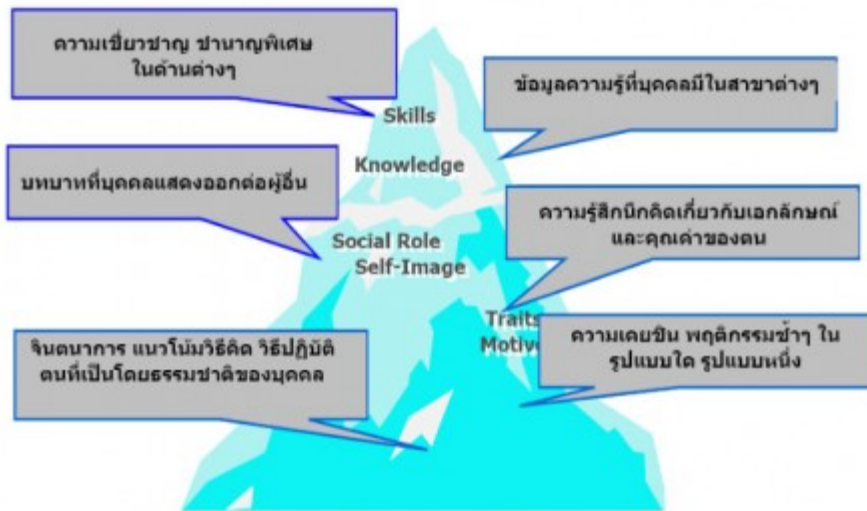 ความเชี่ยวชาญ ชำนาญพิเศษ
ในด้านต่างๆ
ข้อมูลความรู้ที่บุคคลมีในสาขาต่างๆ
Skills
Knowledge
บทบาทที่บุคคลแสดงออกต่อผู้อื่น
ความรู้สึกนึกคิดเกี่ยวกับเอกลักษณ์
และคุณค่าของตน
Social Role
Self-Image
Traits
จินตนาการ แนวโน้มวิธีคิด วิธีปฏิบัติ
ตนที่เป็นโดยธรรมชาติของบุคคล
ความเคยชิน พฤติกรรมซ้ำๆ ใน
รูปแบบใด รูปแบบหนึ่ง